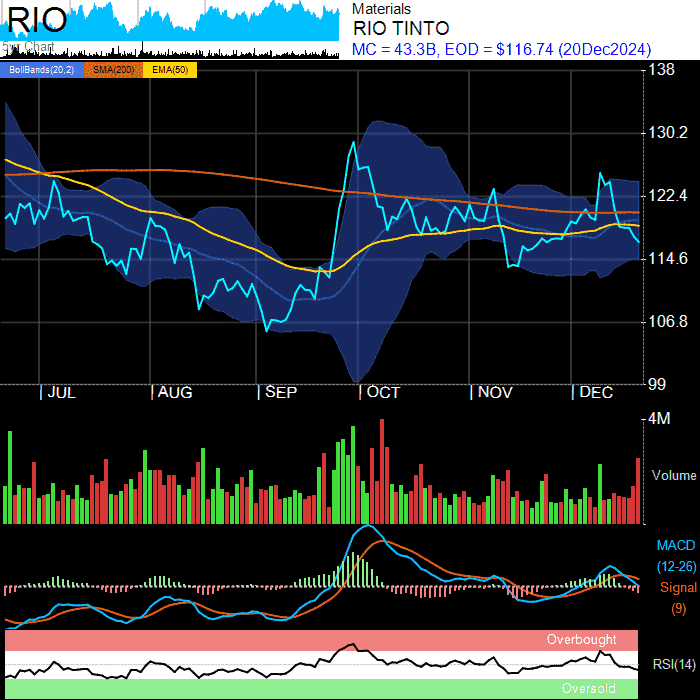 RIO
5yr Chart
Materials
RIO TINTO
MC = 43.3B, EOD = $116.74 (20Dec2024)
BollBands(20,2) SMA(200) EMA(50)
138
130.2
122.4
114.6
106.8
99
| JUL | AUG | SEP | OCT | NOV | DEC
4M
Volume
MACD
(12-26)
Signal
(9)
Overbought
RSI(14)
Oversold